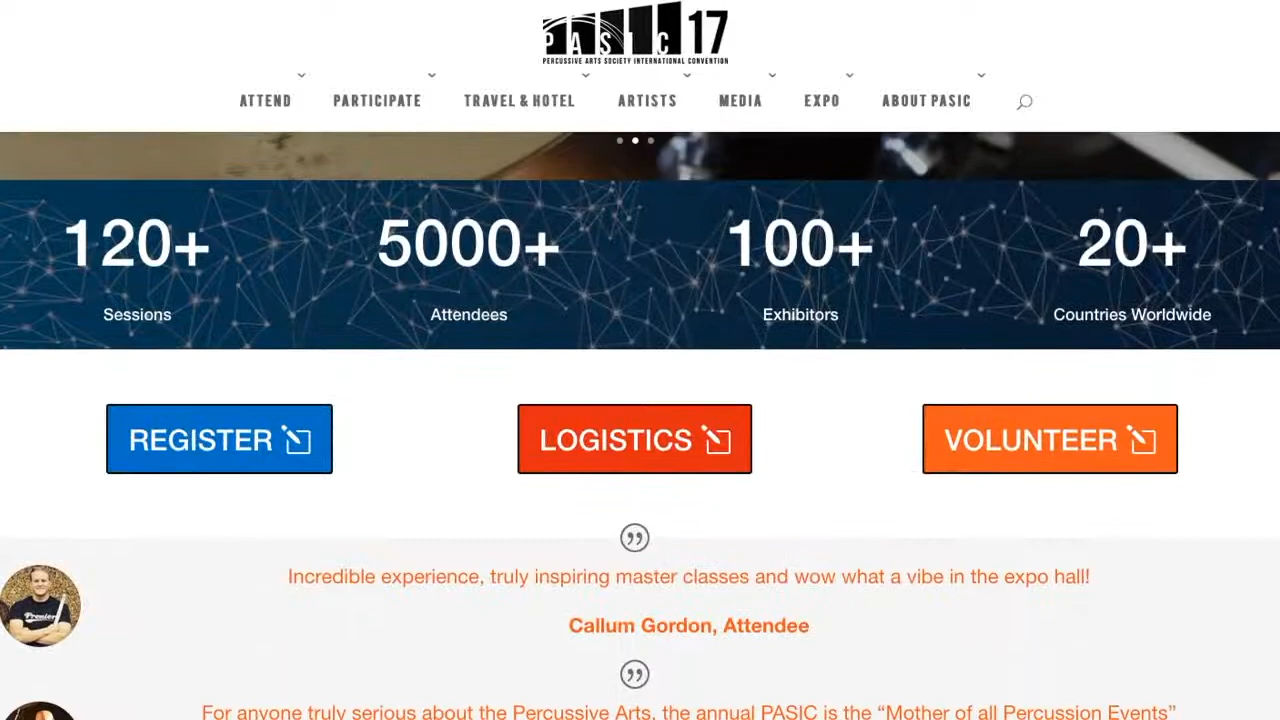 PASIC 17
PERCUSSIVE ARTS SOCIETY INTERNATIONAL CONVENTION
ATTEND PARTICIPATE TRAVEL & HOTEL ARTISTS MEDIA EXPO ABOUT PASIC
120+ 5000+ 100+ 20+
Sessions Attendees Exhibitors Countries Worldwide
REGISTER LOGISTICS VOLUNTEER
Incredible experience, truly inspiring master classes and wow what a vibe in the expo hall!
Premier
Callum Gordon, Attendee
For anyone truly serious about the Percussive Arts, the annual PASIC is the “Mother of all Percussion Events”